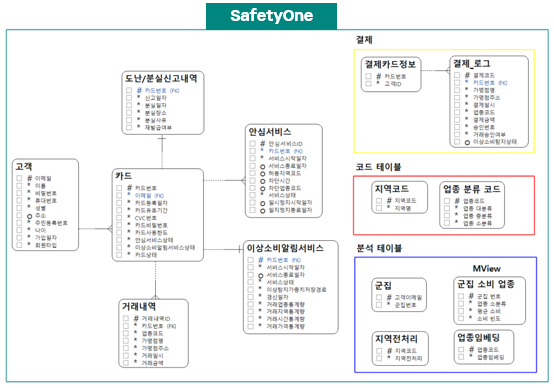 SafetyOne
도난/분실신고내역
# 카드번호 (FK)
* 신고일자
* 분실일자
* 분실장소
* 분실사유
* 재발급여부
고객
# 이메일
* 이름
* 비밀번호
* 휴대번호
* 성별
o 주소
* 주민등록번호
* 나이
* 가입일자
* 회원타입
카드
# 카드번호
* 이메일 (FK)
* 카드등록일자
* 카드유효기간
* CVC번호
* 카드비밀번호
* 카드사용한도
* 안심서비스상태
* 이상소비알림서비스상태
* 카드상태
거래내역
# 거래내역ID
* 카드번호 (FK)
* 업종코드
* 가맹점명
* 가맹점주소
* 거래일시
* 거래금액
안심서비스
# 안심서비스ID
* 카드번호 (FK)
* 서비스시작일자
o 서비스종료일자
o 허용지역코드
o 차단시간
o 차단업종코드
* 서비스상태
o 일시정지시작일자
o 일지정지종료일자
이상소비알림서비스
# 카드번호 (FK)
* 서비스시작일자
o 서비스종료일자
* 서비스상태
* 이상탐지가중치저장경로
* 갱신일자
* 거래업종통계량
* 거래지역통계량
* 거래시간통계량
* 거래가격통계량
결제
결제카드정보
# 카드번호
* 고객ID
결제_로그
# 결제코드
* 카드번호 (FK)
* 가맹점명
* 가맹점주소
* 결제일시
* 업종코드
* 결제금액
* 승인번호
* 거래승인여부
o 이상소비탐지상태
코드 테이블
지역코드
# 지역코드
* 지역명
업종 분류 코드
# 업종코드
* 업종 대분류
* 업종 중분류
* 업종 소분류
분석 테이블
MView
군집
# 고객이메일
* 군집번호
군집 소비 업종
# 군집 번호
* 업종 소분류
* 평균 소비
* 소비 빈도
지역전처리
# 지역코드
* 지역전처리
업종임베딩
# 업종코드
* 업종임베딩